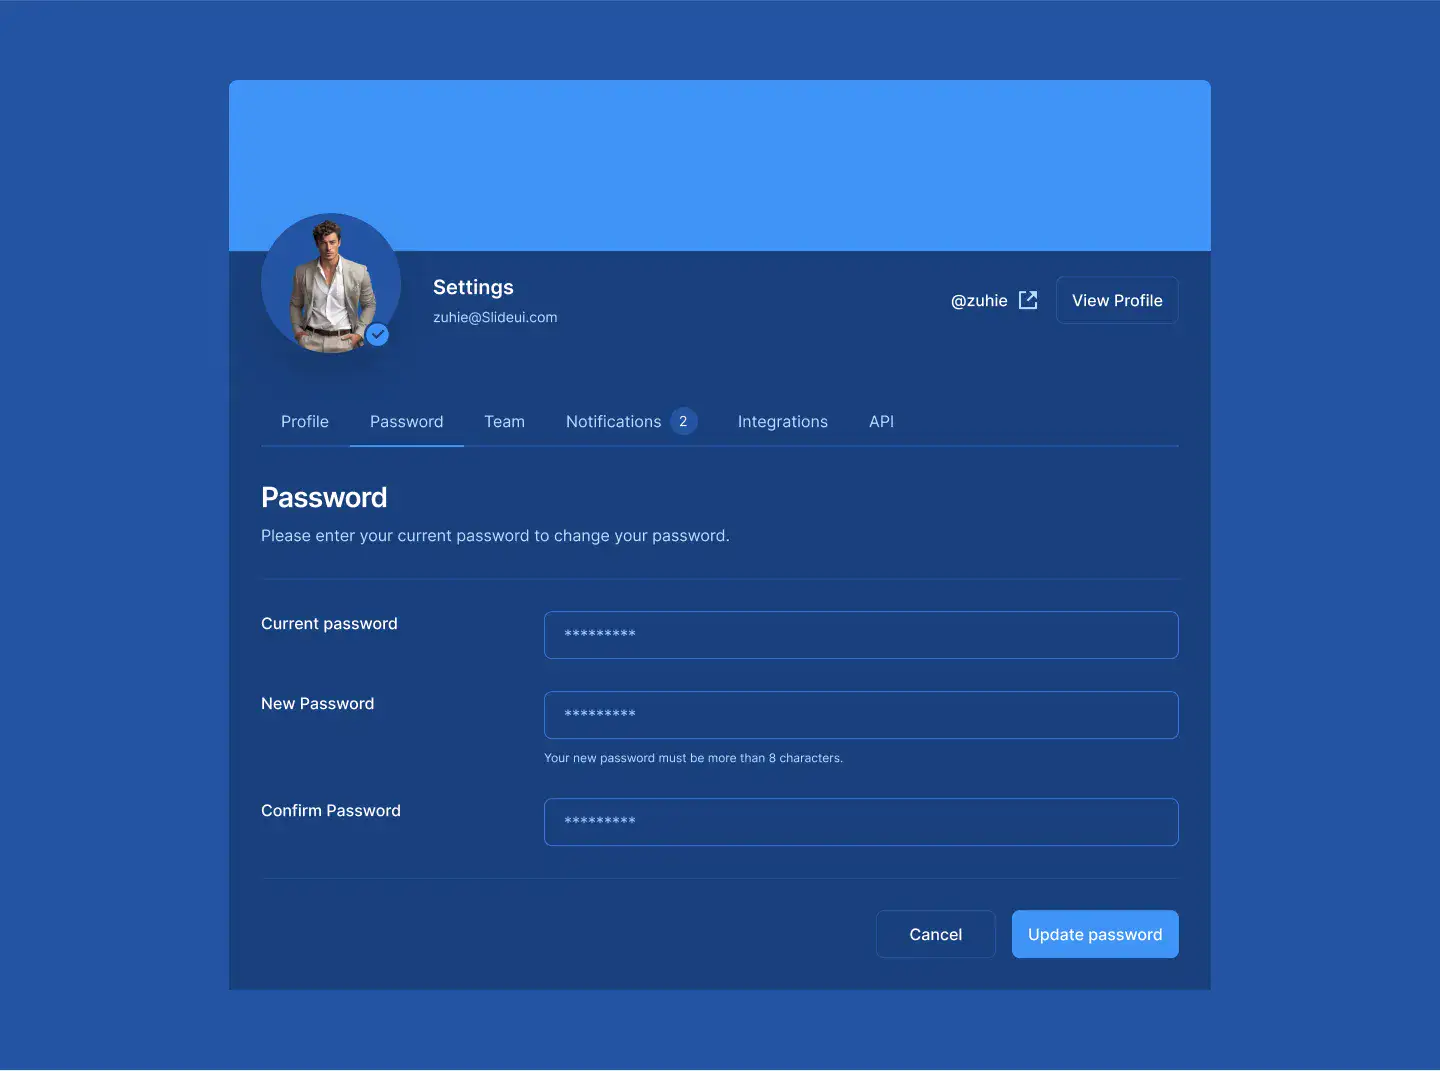 Settings
zuhie@Slideui.com
@zuhie
View Profile
Profile
Password
Team
Notifications 2
Integrations
API
Password
Please enter your current password to change your password.
Current password
*********
New Password
*********
Your new password must be more than 8 characters.
Confirm Password
*********
Cancel
Update password